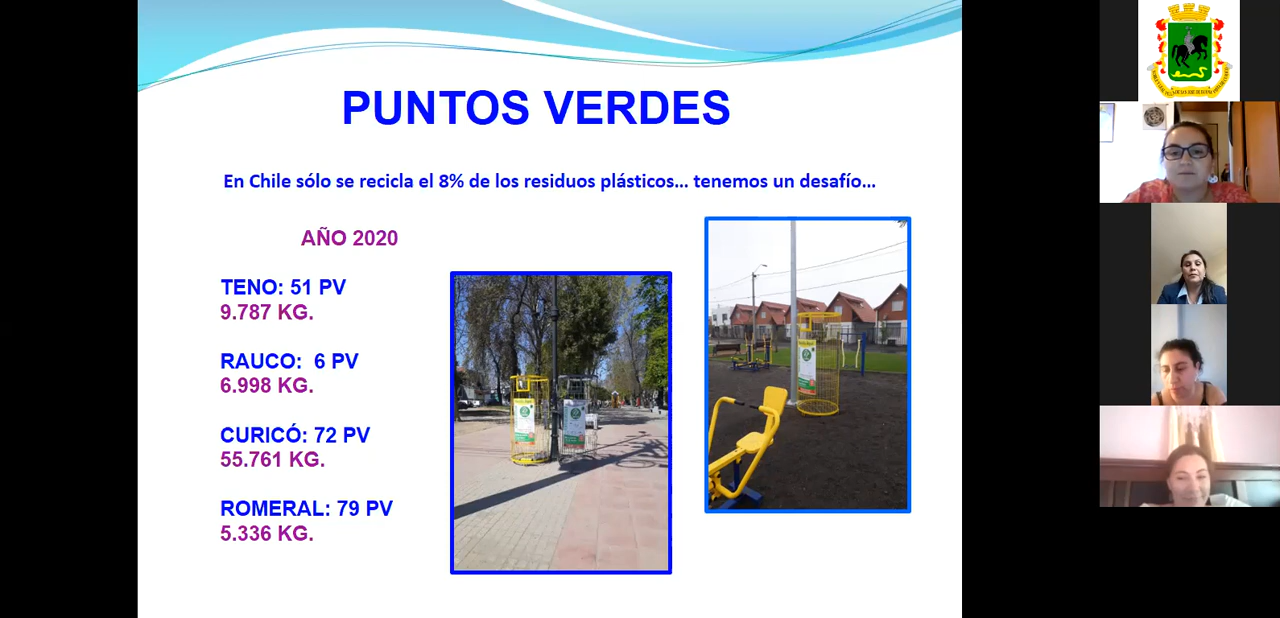 PUNTOS VERDES
En Chile sólo se recicla el 8% de los residuos plásticos... tenemos un desafío...
AÑO 2020
TENO: 51 PV
9.787 KG.
RAUCO:  6 PV
6.998 KG.
CURICÓ: 72 PV
55.761 KG.
ROMERAL: 79 PV
5.336 KG.